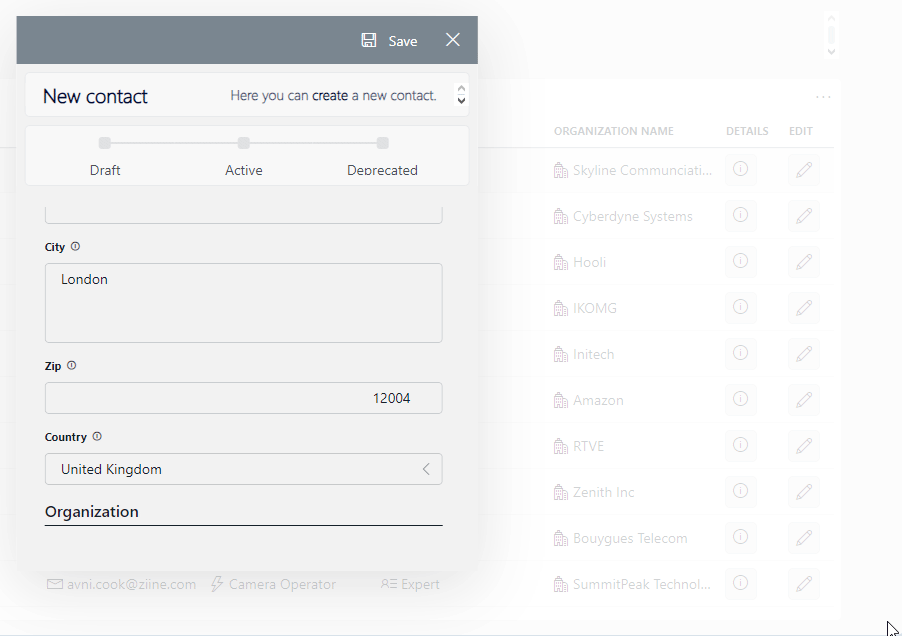 Save
New contact
Here you can create a new contact.
Draft
Active
Deprecated
City
London
Zip
12004
Country
United Kingdom
Organization
avni.cook@ziine.com
Camera Operator
Expert
ORGANIZATION NAME
DETAILS
EDIT
Skyline Communciati...
Cyberdyne Systems
Hooli
IKOMG
Initech
Amazon
RTVE
Zenith Inc
Bouygues Telecom
SummitPeak Technol...